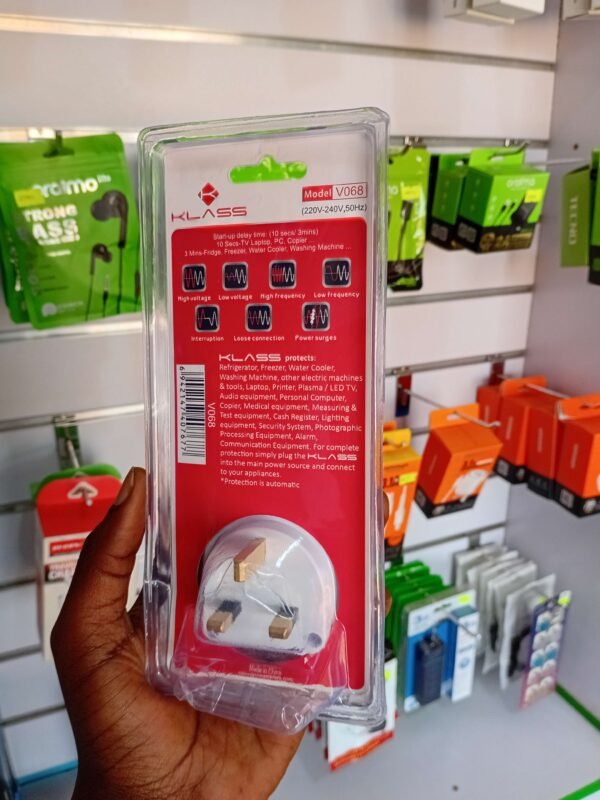 KLASS
Model V068
(220V-240V,50Hz)
Start-up delay time: (10 secs/ 3mins)
10 Secs-TV Laptop, PC, Copier
3 Mins-Fridge, Freezer, Water Cooler, Washing Machine ...
High voltage Low voltage High frequency Low frequency
Interruption Loose connection Power surges
KLASS protects:
Refrigerator, Freezer, Water Cooler,
Washing Machine, other electric machines
& tools, Laptop, Printer, Plasma / LED TV,
Audio equipment, Personal Computer,
Copier, Medical equipment, Measuring &
Test equipment, Cash Register, Lighting
equipment, Security System, Photographic
Processing Equipment, Alarm,
Communication Equipment. For complete
protection simply plug the KLASS
into the main power source and connect
to your appliances.
*Protection is automatic
V068
Made in China
oraimo lite
STRONG
BASS
oraimo
TECNO